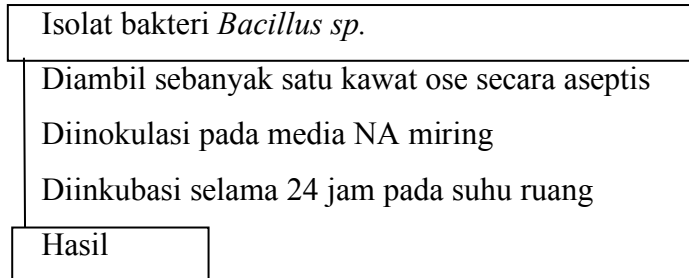 Isolat bakteri Bacillus sp.
Diambil sebanyak satu kawat ose secara aseptis
Diinokulasi pada media NA miring
Diinkubasi selama 24 jam pada suhu ruang
Hasil